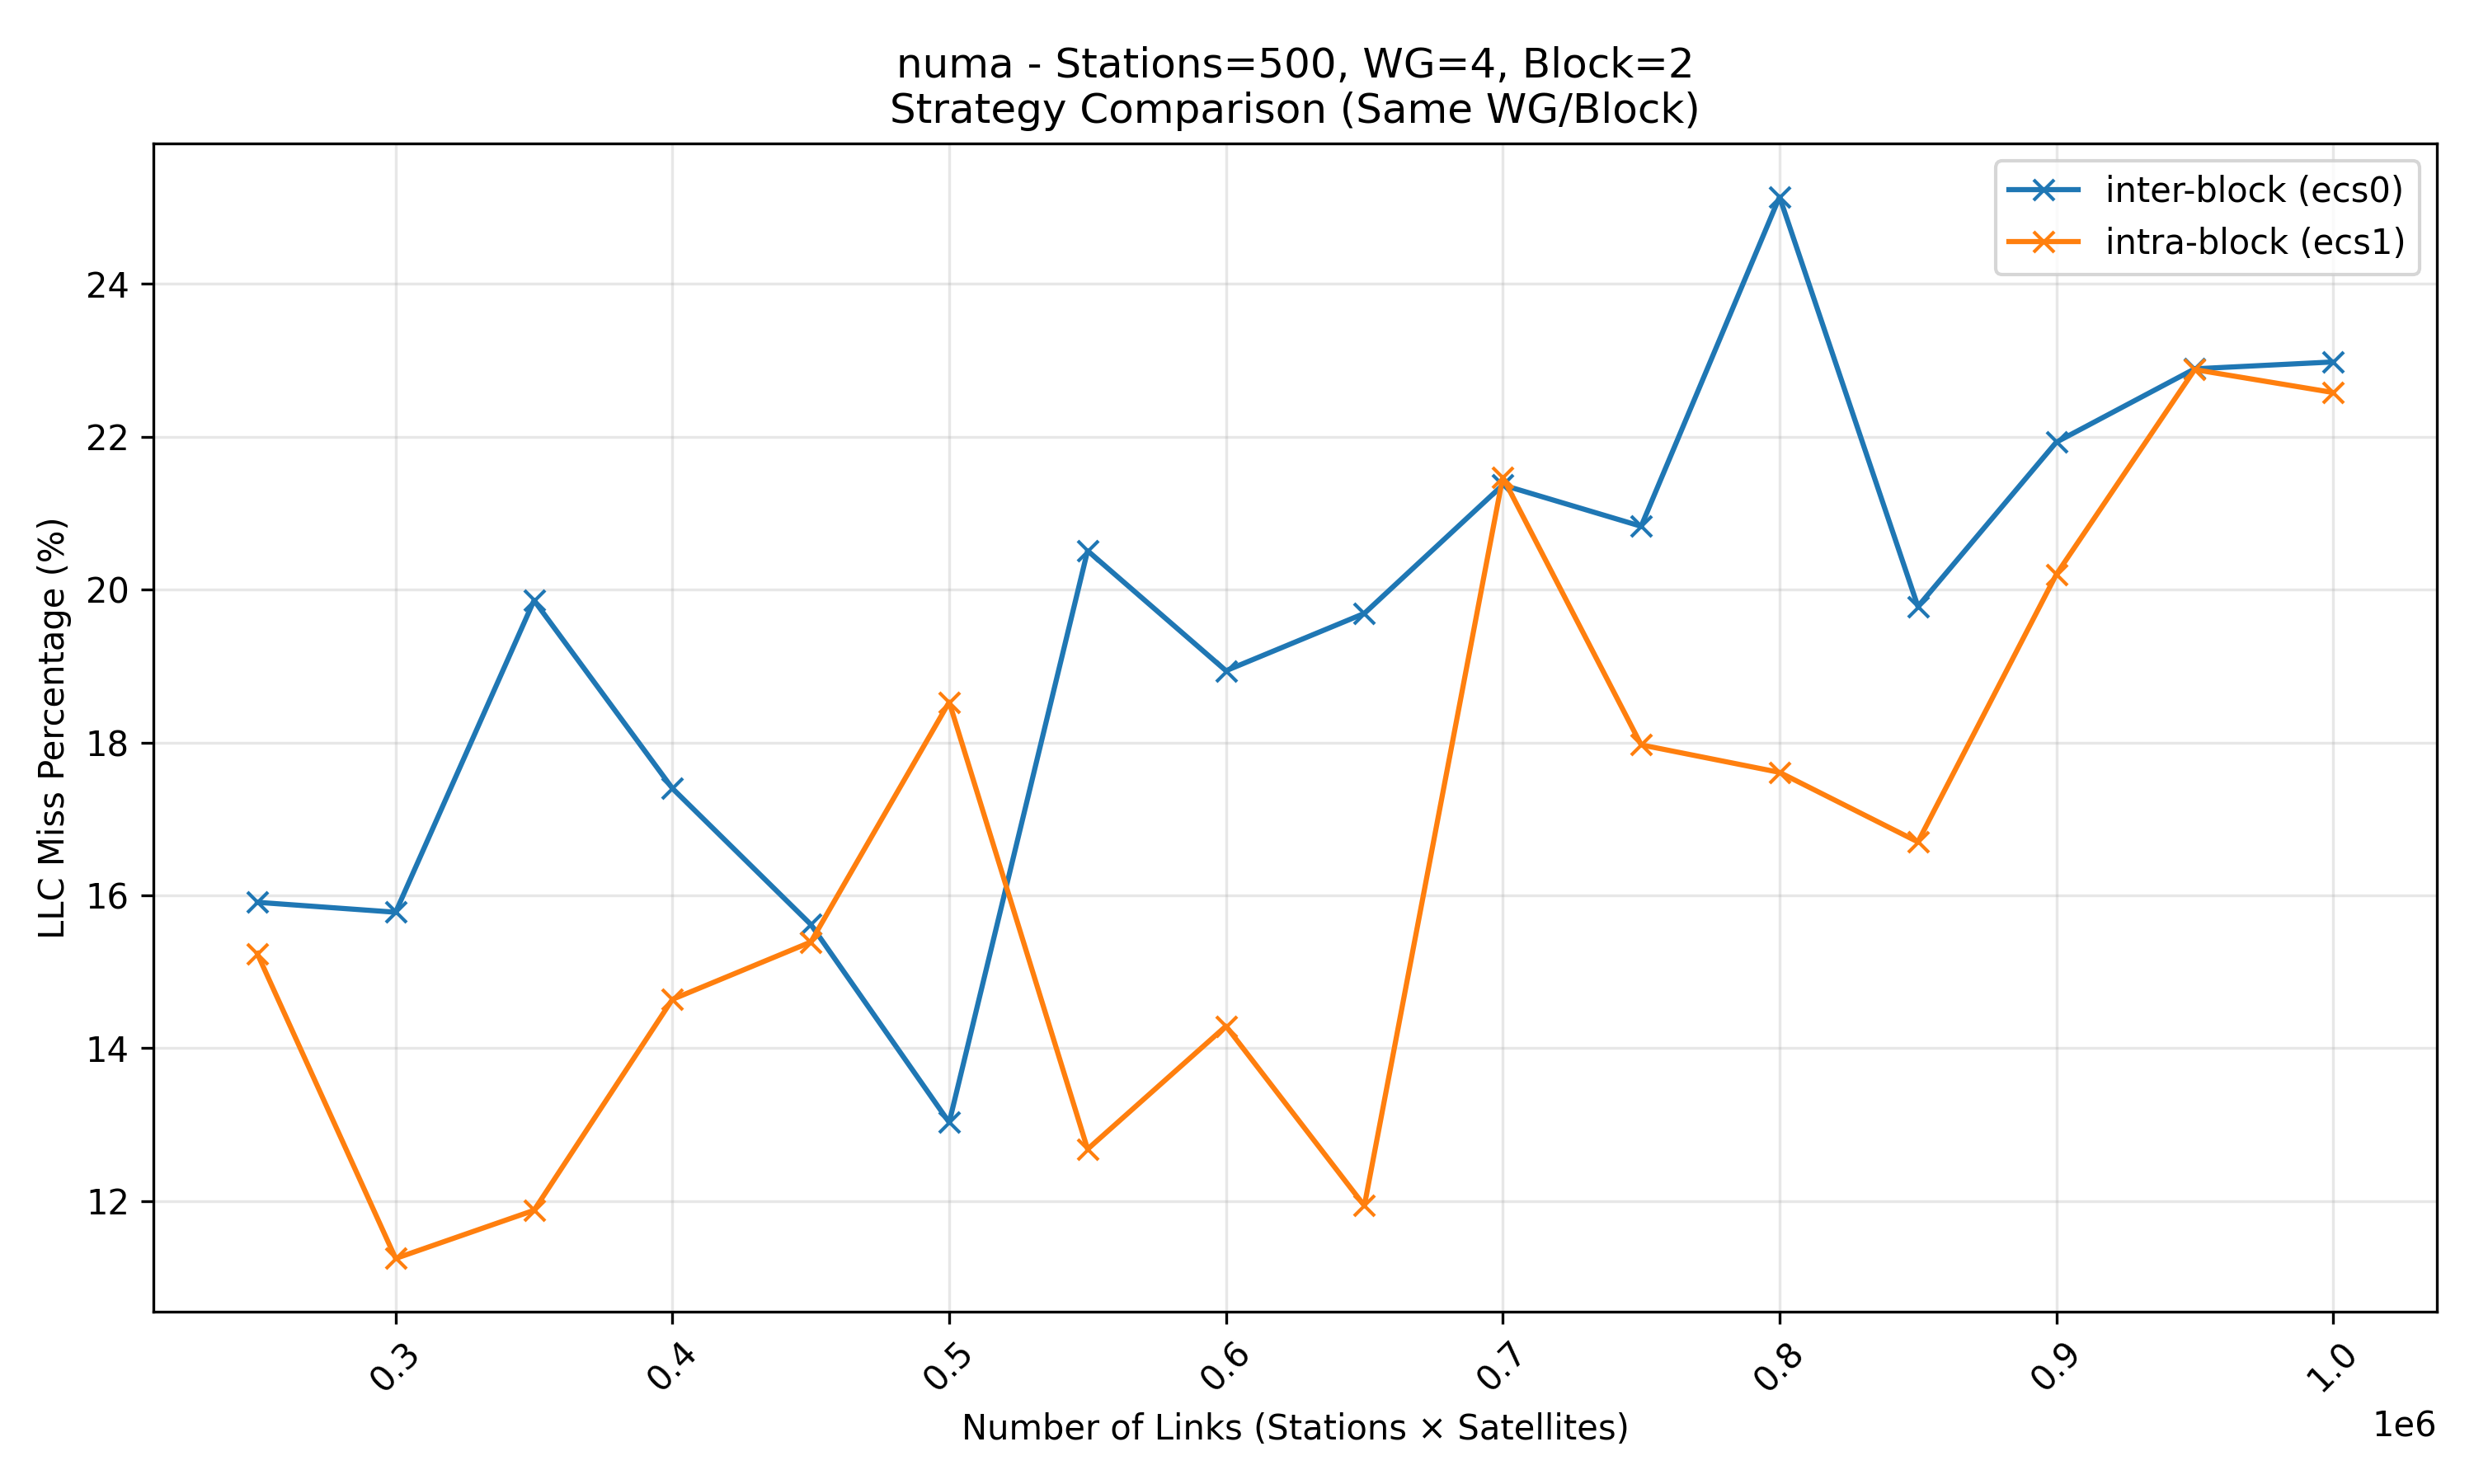 numa - Stations=500, WG=4, Block=2
Strategy Comparison (Same WG/Block)
inter-block (ecs0)
intra-block (ecs1)
LLC Miss Percentage (%)
24
22
20
18
16
14
12
0.3
0.4
0.5
0.6
0.7
0.8
0.9
1.0
Number of Links (Stations × Satellites)
1e6